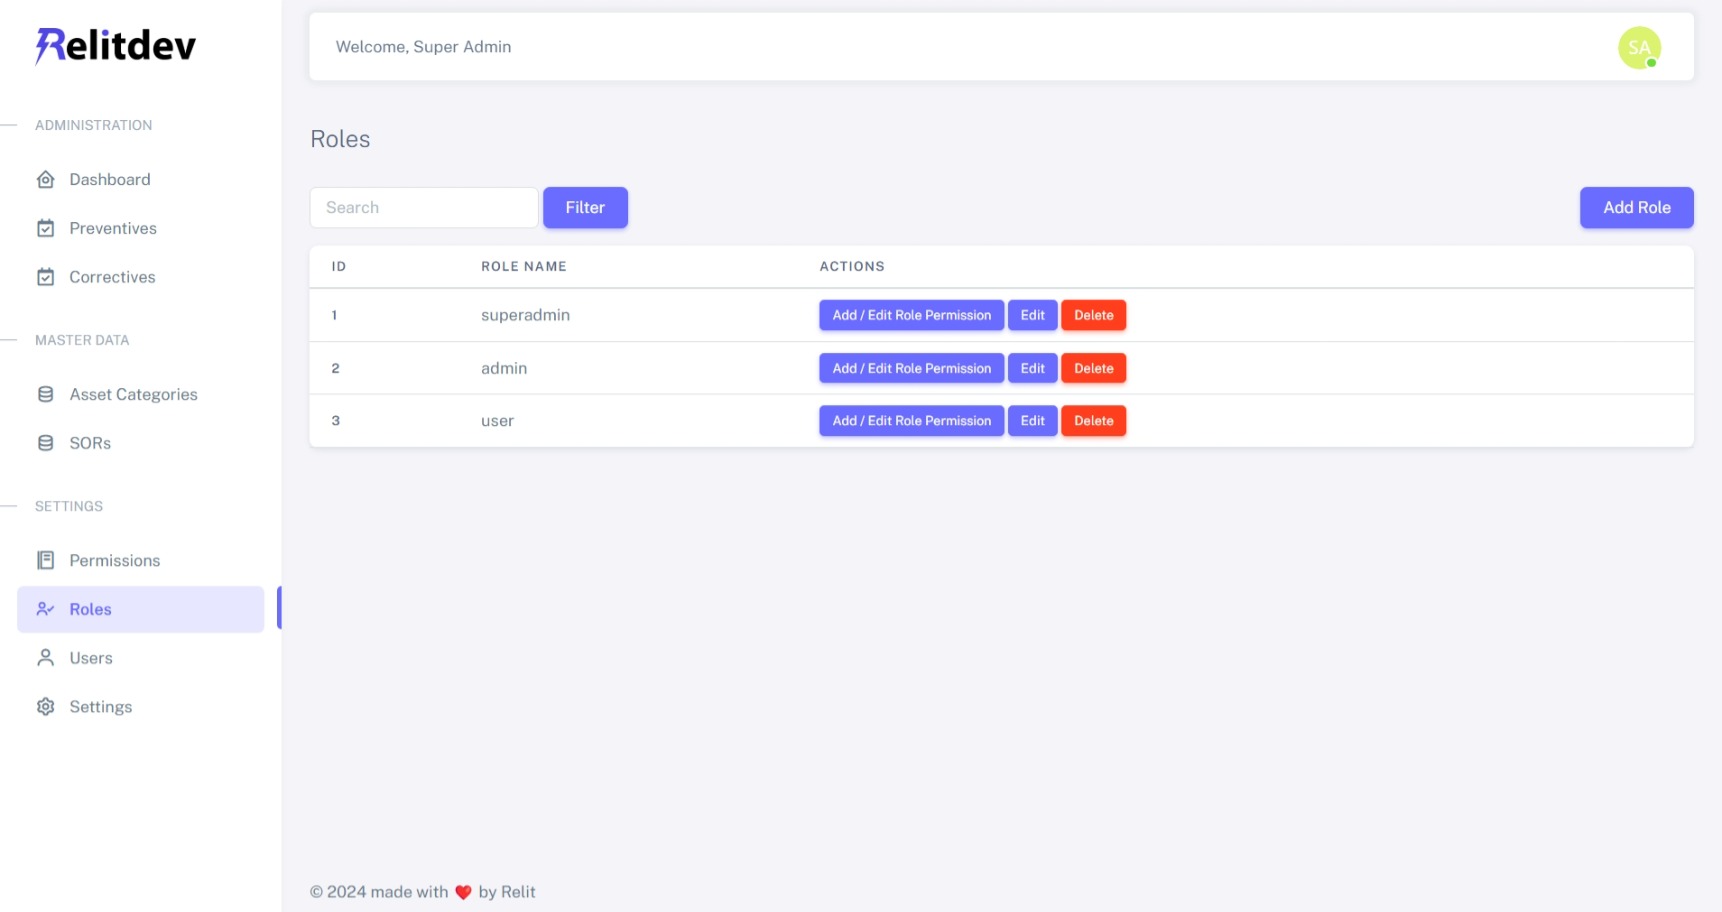 Relitdev
ADMINISTRATION
Dashboard
Preventives
Correctives
MASTER DATA
Asset Categories
SORs
SETTINGS
Permissions
Roles
Users
Settings
Welcome, Super Admin
SA
Roles
Search
Filter
Add Role
ID ROLE NAME ACTIONS
1 superadmin Add / Edit Role Permission Edit Delete
2 admin Add / Edit Role Permission Edit Delete
3 user Add / Edit Role Permission Edit Delete
© 2024 made with ❤️ by Relit